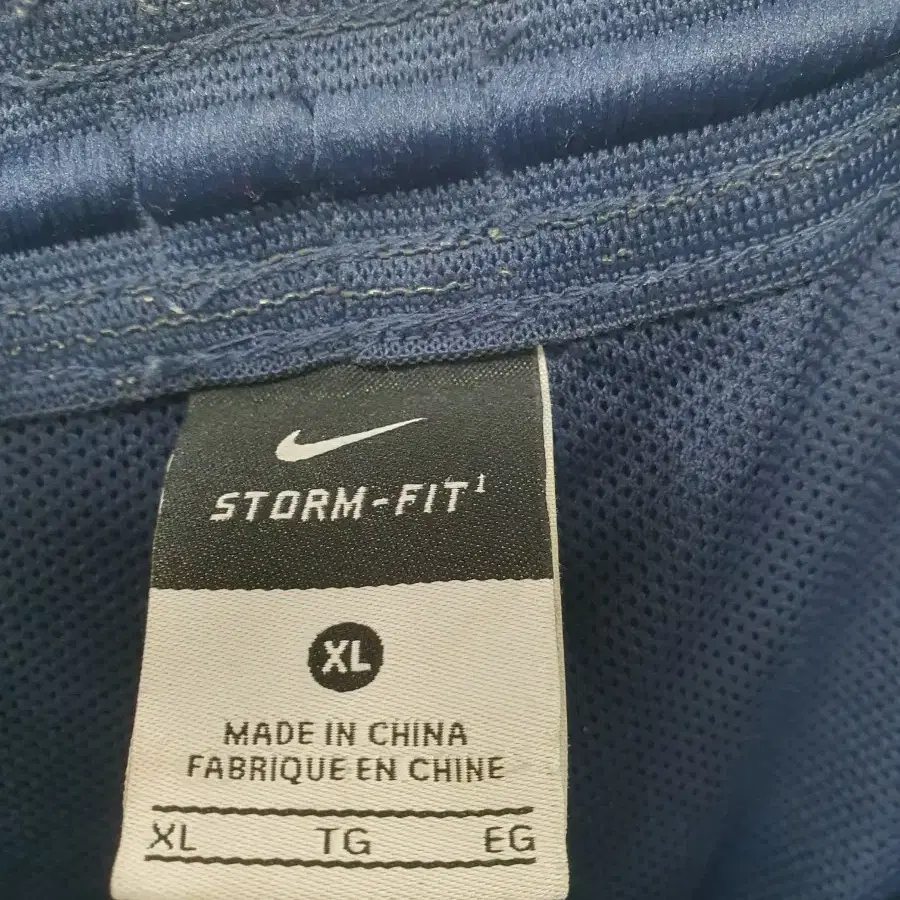 STORM-FIT¹
XL
MADE IN CHINA
FABRIQUE EN CHINE
XL TG EG